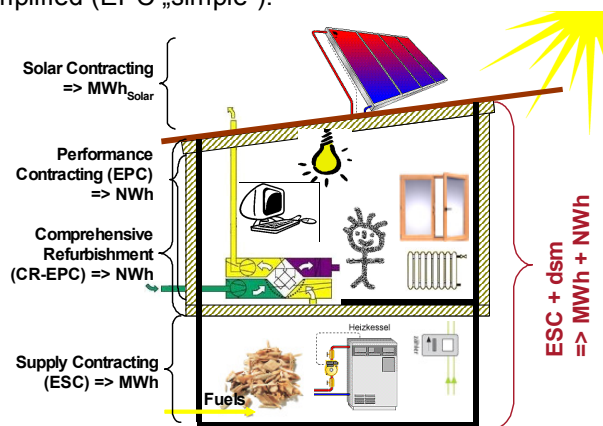 mplified (EPC „simple“).
Solar Contracting
=> MWhSolar
Performance
Contracting (EPC)
=> NWh
Comprehensive
Refurbishment
(CR-EPC) => NWh
Supply Contracting
(ESC) => MWh
Fuels
Heizkessel
zähler
ESC + dsm
=> MWh + NWh